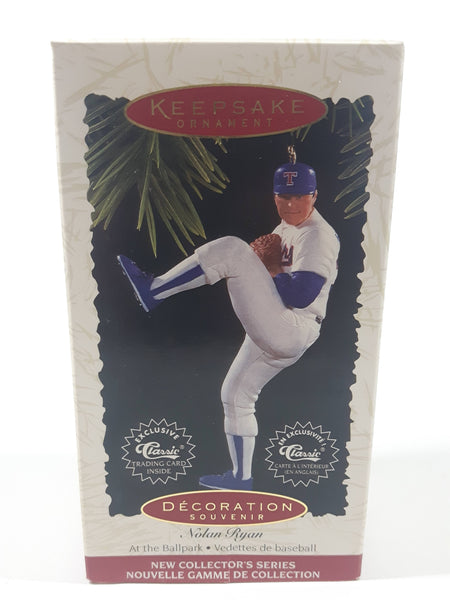 KEEPSAKE
ORNAMENT
T
EXCLUSIVE
Classic®
TRADING CARD
INSIDE
EN EXCLUSIVITÉ
Classic®
CARTE À L'INTÉRIEUR
(EN ANGLAIS)
DÉCORATION
SOUVENIR
Nolan Ryan
At the Ballpark • Vedettes de baseball
NEW COLLECTOR'S SERIES
NOUVELLE GAMME DE COLLECTION